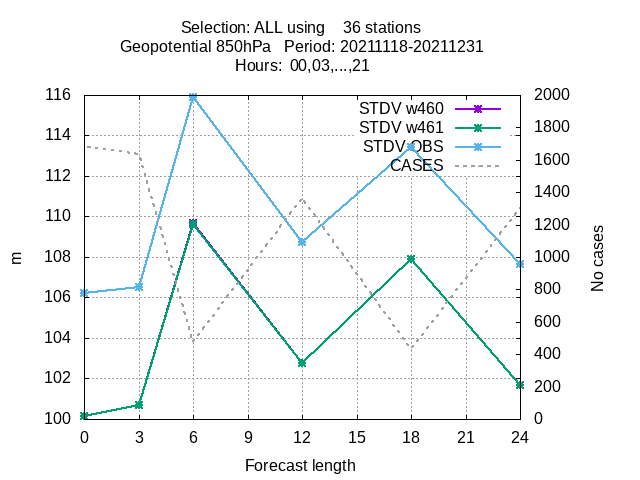 Selection: ALL using    36 stations
Geopotential 850hPa   Period: 20211118-20211231
Hours:  00,03,...,21
116 2000
STDV w460
114 1800
STDV w461
STDV OBS
1600
CASES
112 1400
110 1200
m 108 1000 No cases
106 800
600
104 400
102 200
100 0
0 3 6 9 12 15 18 21 24
Forecast length